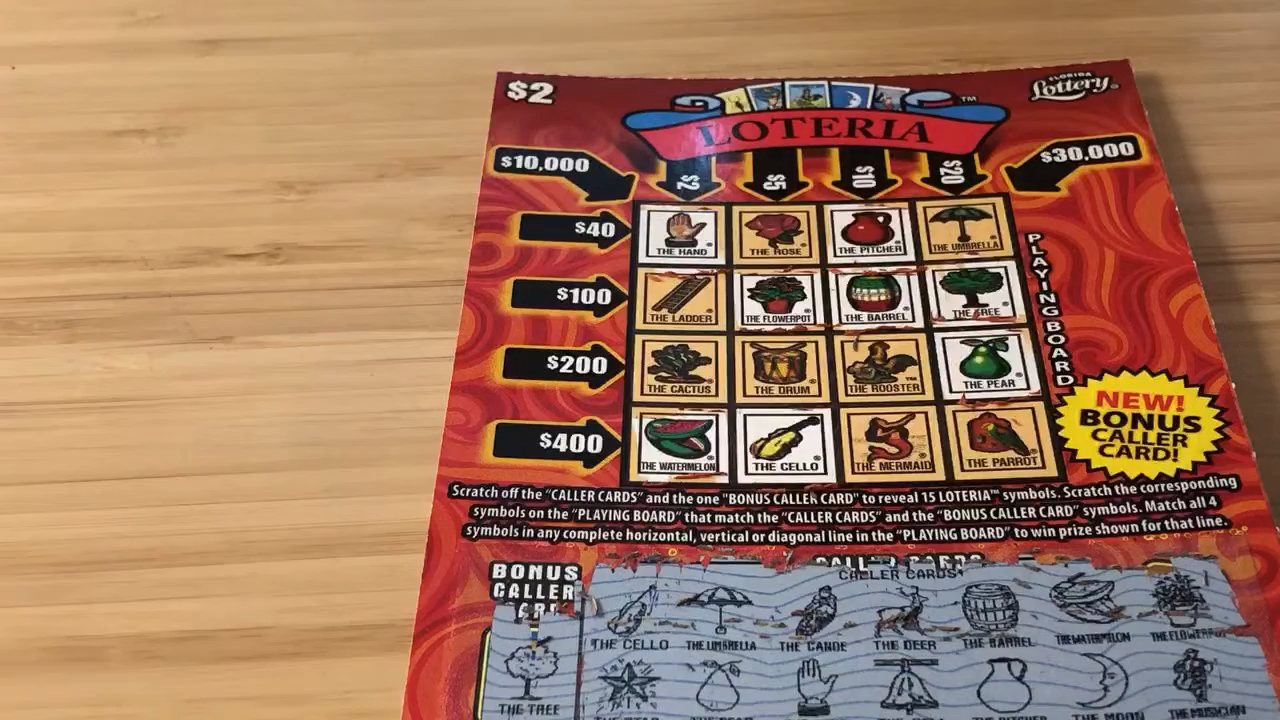 $2
FLORIDA Lottery
LOTERIA™
$10,000
$2
$5
$10
$20
$30,000
$40
THE HAND
THE ROSE
THE PITCHER
THE UMBRELLA
PLAYING BOARD
$100
THE LADDER
THE FLOWERPOT
THE BARREL
THE TREE
$200
THE CACTUS
THE DRUM
THE ROOSTER™
THE PEAR
$400
THE WATERMELON
THE CELLO
THE MERMAID
THE PARROT
NEW!
BONUS
CALLER
CARD!
Scratch off the "CALLER CARDS" and the one "BONUS CALLER CARD" to reveal 15 LOTERIA™ symbols. Scratch the corresponding
symbols on the "PLAYING BOARD" that match the "CALLER CARDS" and the "BONUS CALLER CARD" symbols. Match all 4
symbols in any complete horizontal, vertical or diagonal line in the "PLAYING BOARD" to win prize shown for that line.
BONUS
CALLER
CALLER CARDS
THE CELLO
THE UMBRELLA
THE CANOE
THE DEER
THE BARREL
THE WATERMELON
THE FLOWERPOT
THE TREE
THE PITCHER
THE MOON
THE MUSICIAN